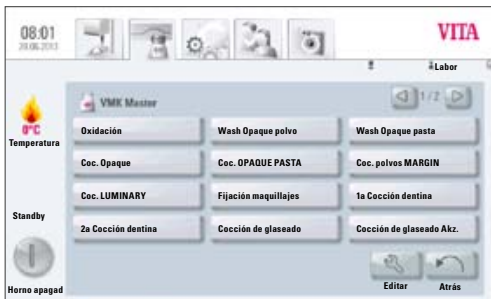 08:01
20.06.2013
VITA
Labor
VMK Master
1/2
0°C
Temperatura
Oxidación
Wash Opaque polvo
Wash Opaque pasta
Coc. Opaque
Coc. OPAQUE PASTA
Coc. polvos MARGIN
Coc. LUMINARY
Fijación maquillajes
1a Cocción dentina
Standby
2a Cocción dentina
Cocción de glaseado
Cocción de glaseado Akz.
Horno apagad
Editar
Atrás